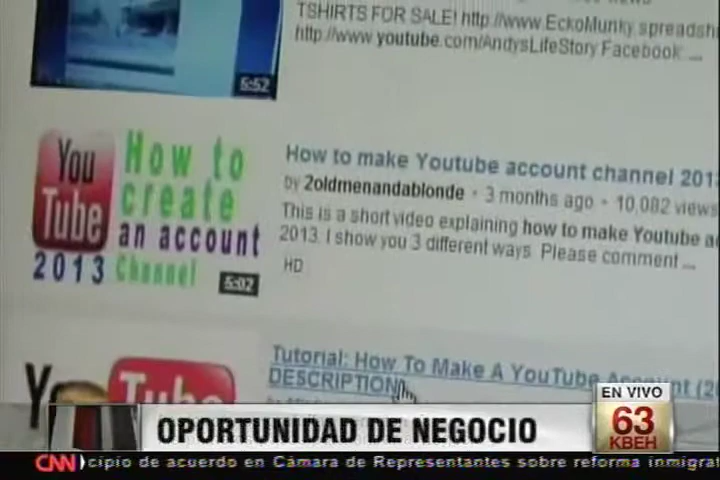 TSHIRTS FOR SALE! http://www.EckoMunky.spreadsh
http://www.youtube.com/AndysLifeStory Facebook: ...
5:52
You
Tube
How to
create
an account
2013 Channel
5:02
How to make Youtube account channel 201
by 2oldmenandablonde · 3 months ago · 10,082 views
This is a short video explaining how to make Youtube a
2013. I show you 3 different ways. Please comment ...
HD
Tutorial: How To Make A YouTube Account (2
DESCRIPTION
Tube
EN VIVO
63
KBEH
OPORTUNIDAD DE NEGOCIO
CNN cipio de acuerdo en Cámara de Representantes sobre reforma inmigrat